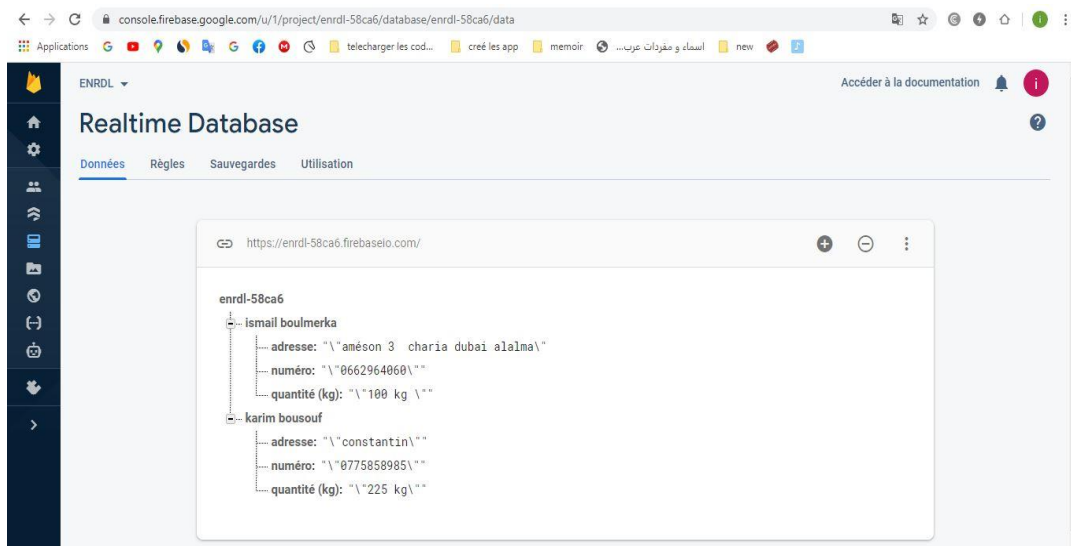 console.firebase.google.com/u/1/project/enrdl-58ca6/database/enrdl-58ca6/data
Applications telecharger les cod... creé les app memoir اسماء و مفردات عرب... new
ENRDL Accéder à la documentation i
Realtime Database
Données Règles Sauvegardes Utilisation
https://enrdl-58ca6.firebaseio.com/
enrdl-58ca6
ismail boulmerka
adresse: "\"améson 3 charia dubai alalma\"
numéro: "\"0662964060\""
quantité (kg): "\"100 kg \""
karim bousouf
adresse: "\"constantin\""
numéro: "\"0775858985\""
quantité (kg): "\"225 kg\""